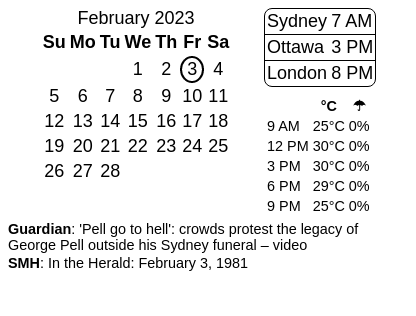 February 2023
Su Mo Tu We Th Fr Sa
1 2 3 4
5 6 7 8 9 10 11
12 13 14 15 16 17 18
19 20 21 22 23 24 25
26 27 28
Sydney 7 AM
Ottawa 3 PM
London 8 PM
°C ☂
9 AM 25°C 0%
12 PM 30°C 0%
3 PM 30°C 0%
6 PM 29°C 0%
9 PM 25°C 0%
Guardian: 'Pell go to hell': crowds protest the legacy of
George Pell outside his Sydney funeral – video
SMH: In the Herald: February 3, 1981